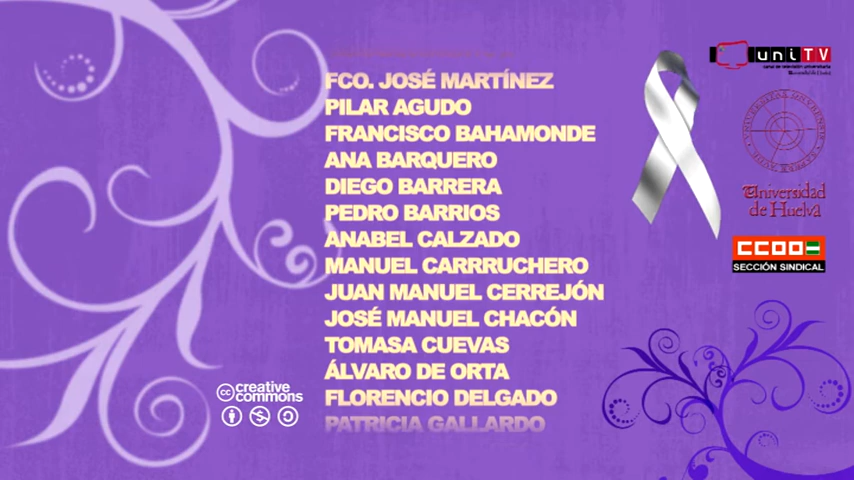 FCO. JOSÉ MARTÍNEZ
PILAR AGUDO
FRANCISCO BAHAMONDE
ANA BARQUERO
DIEGO BARRERA
PEDRO BARRIOS
ANABEL CALZADO
MANUEL CARRRUCHERO
JUAN MANUEL CERREJÓN
JOSÉ MANUEL CHACÓN
TOMASA CUEVAS
ÁLVARO DE ORTA
FLORENCIO DELGADO
PATRICIA GALLARDO
cc creative
commons
uniTV
Universidad
de Huelva
CCOO
SECCIÓN SINDICAL